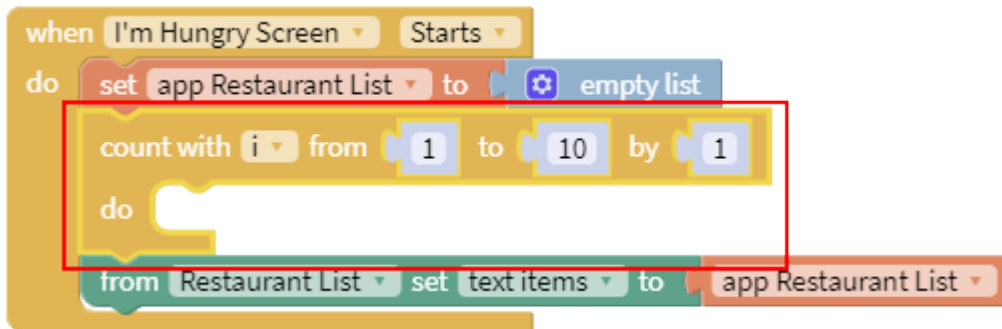 when I'm Hungry Screen Starts
do set app Restaurant List to empty list
count with i from 1 to 10 by 1
do
from Restaurant List set text items to app Restaurant List